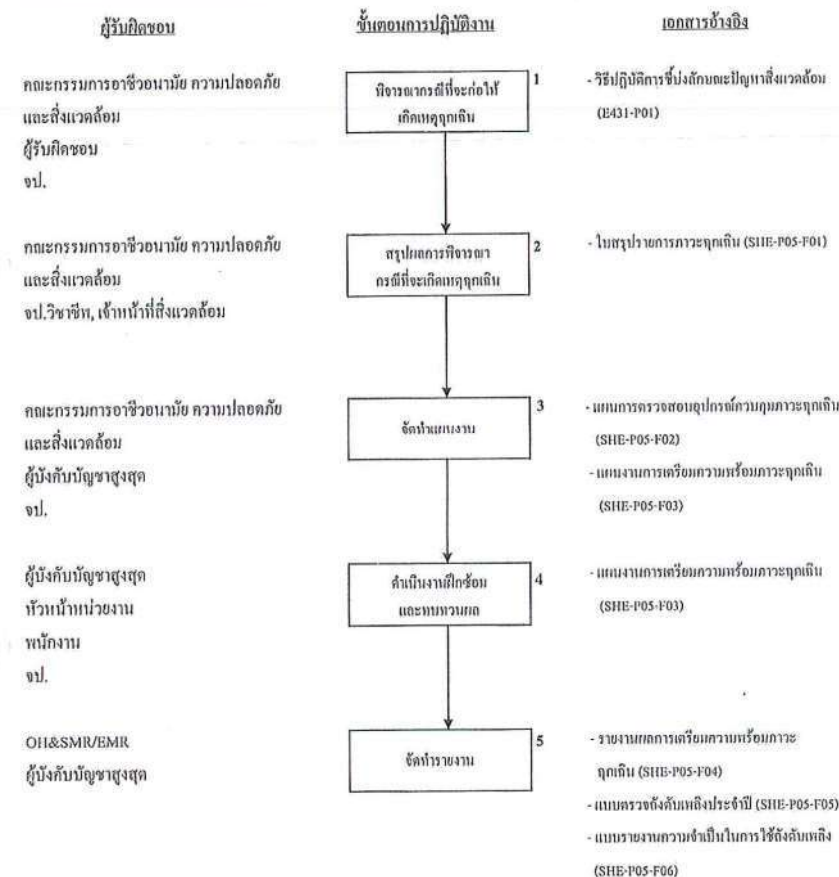 ผู้รับผิดชอบ
ขั้นตอนการปฏิบัติงาน
เอกสารอ้างอิง
คณะกรรมการอาชีวอนามัย ความปลอดภัย
และสิ่งแวดล้อม
ผู้รับผิดชอบ
จป.
พิจารณากรณีที่จะก่อให้
เกิดเหตุฉุกเฉิน
1
- วิธีปฏิบัติการชี้บ่งลักษณะปัญหาสิ่งแวดล้อม
(E431-P01)
คณะกรรมการอาชีวอนามัย ความปลอดภัย
และสิ่งแวดล้อม
จป.วิชาชีพ, เจ้าหน้าที่สิ่งแวดล้อม
สรุปผลการพิจารณา
กรณีที่จะเกิดเหตุฉุกเฉิน
2
- ใบสรุปรายการภาวะฉุกเฉิน (SHE-P05-F01)
คณะกรรมการอาชีวอนามัย ความปลอดภัย
และสิ่งแวดล้อม
ผู้บังคับบัญชาสูงสุด
จป.
จัดทำแผนงาน
3
- แผนการตรวจสอบอุปกรณ์ควบคุมภาวะฉุกเฉิน
(SHE-P05-F02)
- แผนงานการเตรียมความพร้อมภาวะฉุกเฉิน
(SHE-P05-F03)
ผู้บังคับบัญชาสูงสุด
หัวหน้าหน่วยงาน
พนักงาน
จป.
ดำเนินงานฝึกซ้อม
และทบทวนผล
4
- แผนงานการเตรียมความพร้อมภาวะฉุกเฉิน
(SHE-P05-F03)
OH&SMR/EMR
ผู้บังคับบัญชาสูงสุด
จัดทำรายงาน
5
- รายงานผลการเตรียมความพร้อมภาวะ
ฉุกเฉิน (SHE-P05-F04)
- แบบตรวจถังดับเพลิงประจำปี (SHE-P05-F05)
- แบบรายงานความจำเป็นในการใช้ถังดับเพลิง
(SHE-P05-F06)